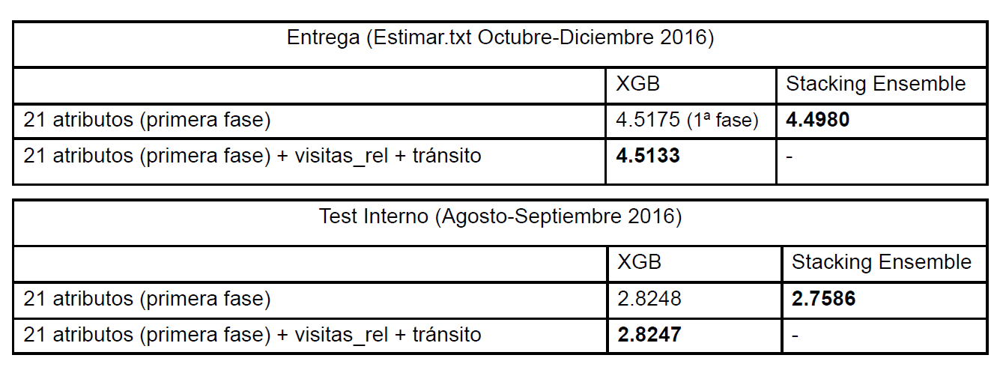 Entrega (Estimar.txt Octubre-Diciembre 2016)
XGB Stacking Ensemble
21 atributos (primera fase) 4.5175 (1ª fase) 4.4980
21 atributos (primera fase) + visitas_rel + tránsito 4.5133 -
Test Interno (Agosto-Septiembre 2016)
XGB Stacking Ensemble
21 atributos (primera fase) 2.8248 2.7586
21 atributos (primera fase) + visitas_rel + tránsito 2.8247 -